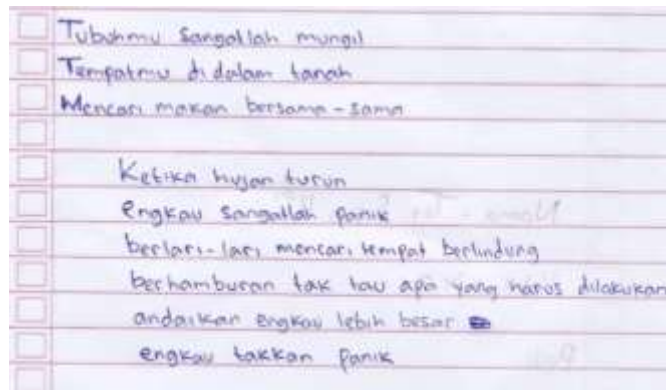 Tubuhmu sangatlah mungil
Tempatmu di dalam tanah
Mencari makan bersama-sama
Ketika hujan turun
engkau sangatlah panik
berlari-lari mencari tempat berlindung
berhamburan tak tau apa yang harus dilakukan
andaikan engkau lebih besar
engkau takkan panik